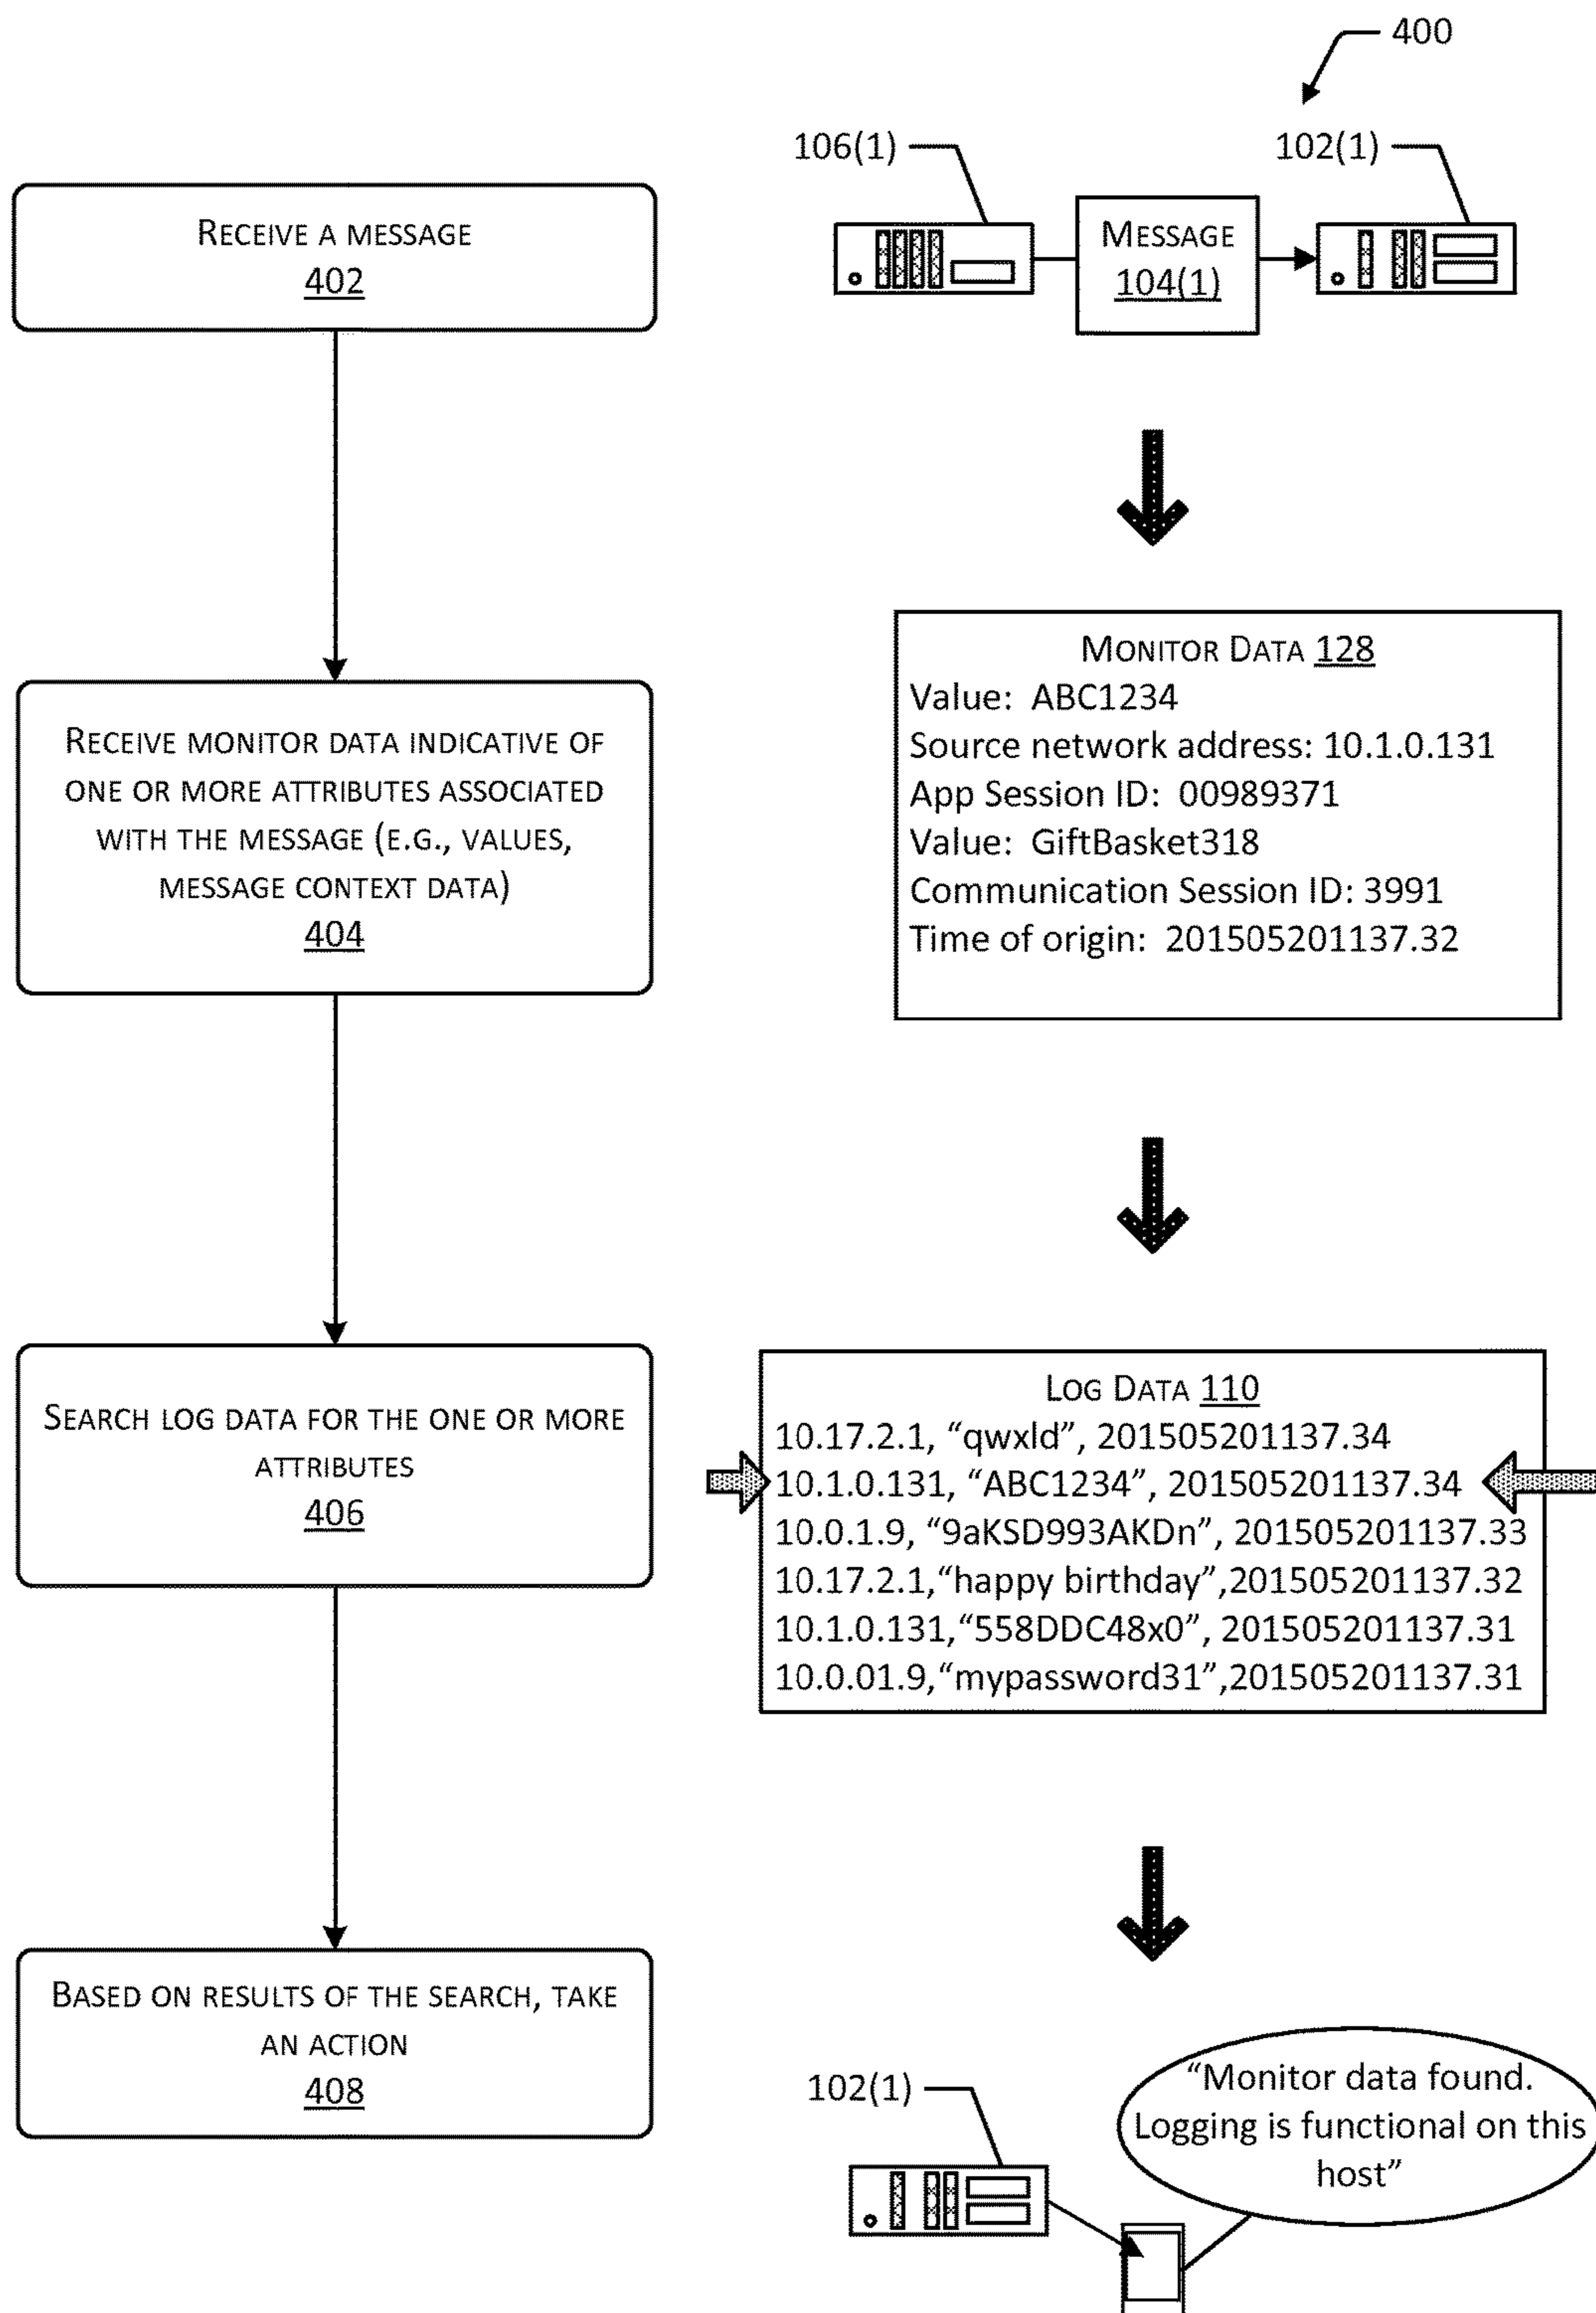 400
106(1)
102(1)
RECEIVE A MESSAGE
402
MESSAGE
104(1)
RECEIVE MONITOR DATA INDICATIVE OF
ONE OR MORE ATTRIBUTES ASSOCIATED
WITH THE MESSAGE (E.G., VALUES,
MESSAGE CONTEXT DATA)
404
MONITOR DATA 128
Value: ABC1234
Source network address: 10.1.0.131
App Session ID: 00989371
Value: GiftBasket318
Communication Session ID: 3991
Time of origin: 201505201137.32
SEARCH LOG DATA FOR THE ONE OR MORE
ATTRIBUTES
406
LOG DATA 110
10.17.2.1, “qwxld”, 201505201137.34
10.1.0.131, “ABC1234”, 201505201137.34
10.0.1.9, “9aKSD993AKDn”, 201505201137.33
10.17.2.1,“happy birthday”,201505201137.32
10.1.0.131,“558DDC48x0”, 201505201137.31
10.0.01.9,“mypassword31”,201505201137.31
BASED ON RESULTS OF THE SEARCH, TAKE
AN ACTION
408
102(1)
“Monitor data found.
Logging is functional on this
host”